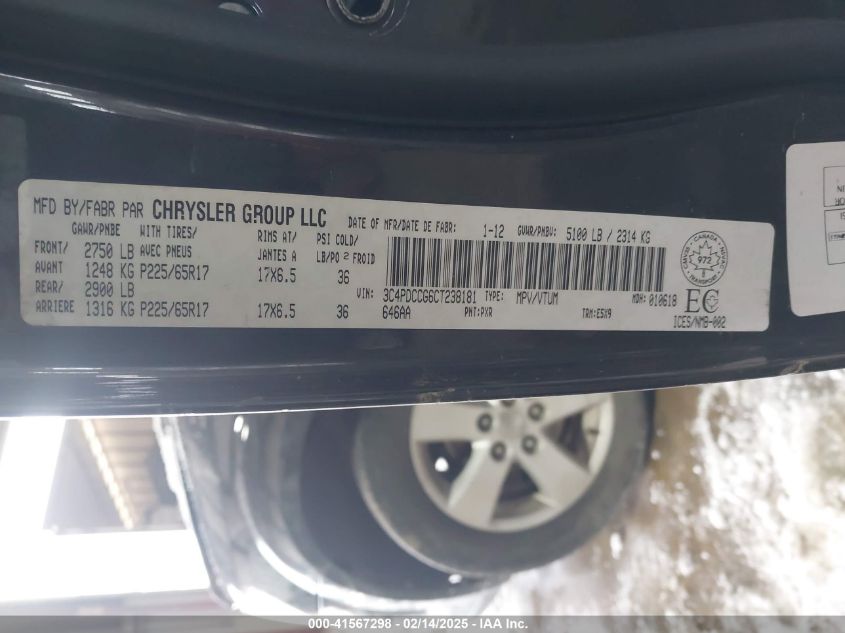 MFD BY/FABR PAR CHRYSLER GROUP LLC DATE OF MFR/DATE DE FABR: 1-12 GVWR/PNBV: 5100 LB / 2314 KG
GAWR/PNBE WITH TIRES/ RIMS AT/ PSI COLD/
FRONT/ 2750 LB AVEC PNEUS JANTES A LB/PO 2 FROID
AVANT 1248 KG P225/65R17 17X6.5 36
REAR/ 2900 LB
ARRIERE 1316 KG P225/65R17 17X6.5 36
VIN: 3C4PDCCG6CT238181 TYPE: MPV/VTUM MDH: 010618
646AA PNT:PXR TRM:E5X9
CANADA
972
TRANSPORT
EC
ICES/NMB-002
000-41567298 - 02/14/2025 - IAA Inc.